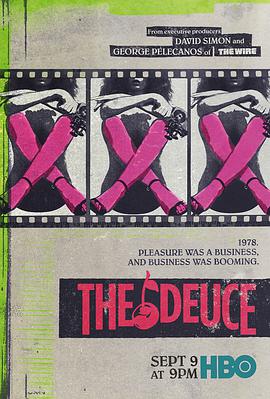 From executive producers
DAVID SIMON and
GEORGE PELECANOS of THE WIRE
1978.
PLEASURE WAS A BUSINESS,
AND BUSINESS WAS BOOMING.
THE DEUCE
SEPT 9
AT 9PM HBO